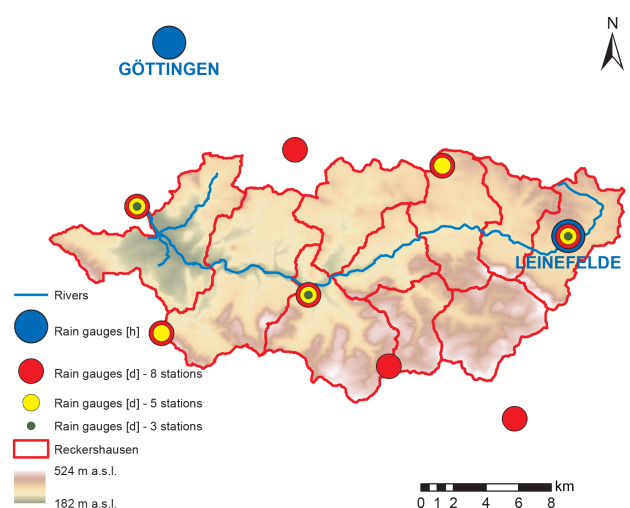 N
GÖTTINGEN
LEINEFELDE
Rivers
Rain gauges [h]
Rain gauges [d] - 8 stations
Rain gauges [d] - 5 stations
Rain gauges [d] - 3 stations
Reckershausen
524 m a.s.l.
182 m a.s.l.
km
0 1 2 4 6 8